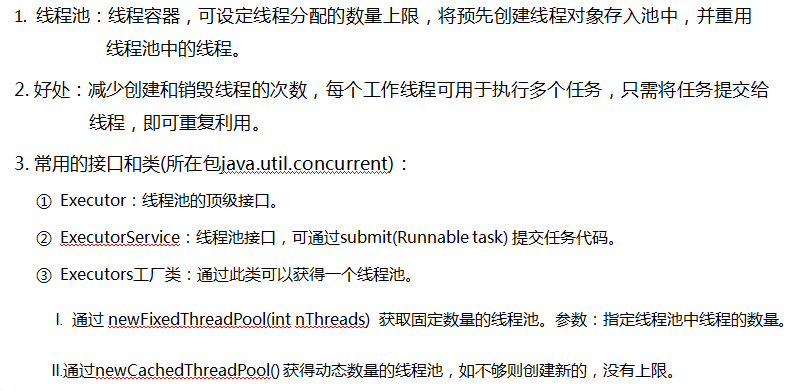 1. 线程池：线程容器，可设定线程分配的数量上限，将预先创建线程对象存入池中，并重用
线程池中的线程。
2. 好处：减少创建和销毁线程的次数，每个工作线程可用于执行多个任务，只需将任务提交给
线程，即可重复利用。
3. 常用的接口和类(所在包java.util.concurrent)：
① Executor：线程池的顶级接口。
② ExecutorService：线程池接口，可通过submit(Runnable task) 提交任务代码。
③ Executors工厂类：通过此类可以获得一个线程池。
I. 通过 newFixedThreadPool(int nThreads) 获取固定数量的线程池。参数：指定线程池中线程的数量。
II.通过newCachedThreadPool() 获得动态数量的线程池，如不够则创建新的，没有上限。